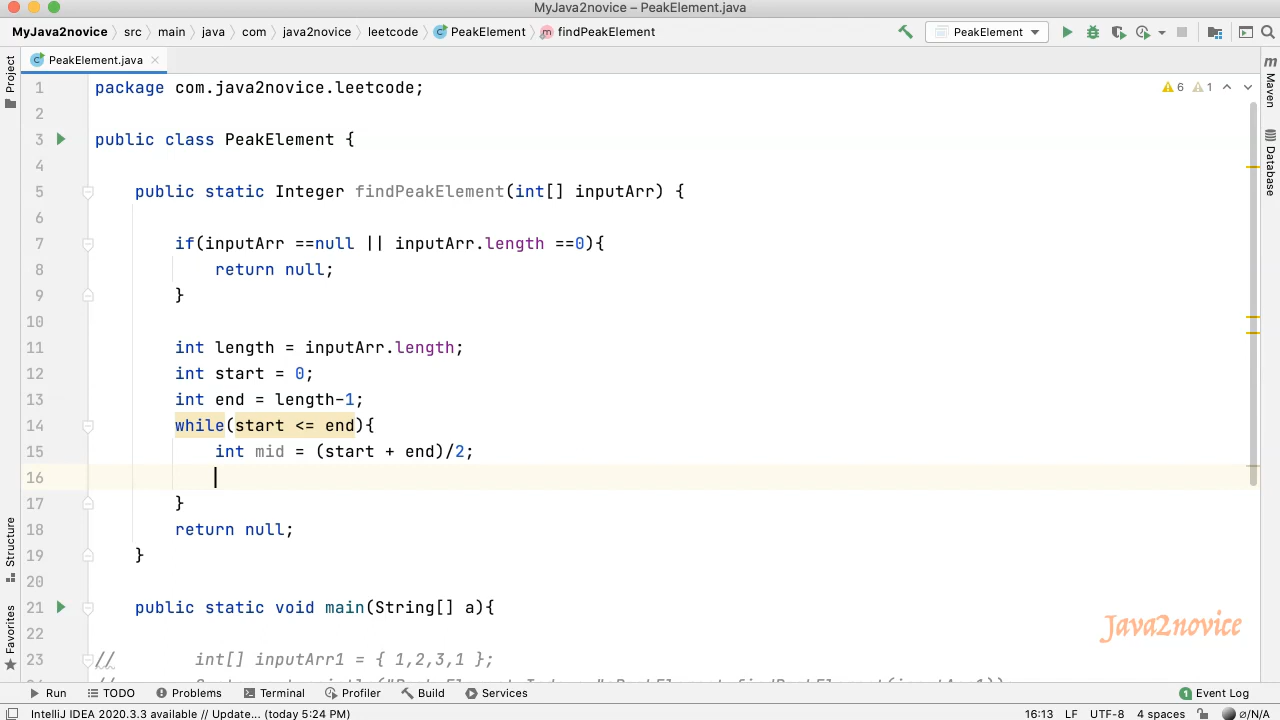 MyJava2novice – PeakElement.java
MyJava2novice src main java com java2novice leetcode PeakElement findPeakElement PeakElement
PeakElement.java
Project
Structure
Favorites
Maven
Database
6 1
1 package com.java2novice.leetcode;
2
3 public class PeakElement {
4
5 public static Integer findPeakElement(int[] inputArr) {
6
7 if(inputArr ==null || inputArr.length ==0){
8 return null;
9 }
10
11 int length = inputArr.length;
12 int start = 0;
13 int end = length-1;
14 while(start <= end){
15 int mid = (start + end)/2;
16
17 }
18 return null;
19 }
20
21 public static void main(String[] a){
22
23 // int[] inputArr1 = { 1,2,3,1 };
Java2novice
Run TODO Problems Terminal Profiler Build Services 1 Event Log
IntelliJ IDEA 2020.3.3 available // Update... (today 5:24 PM) 16:13 LF UTF-8 4 spaces ø/N/A